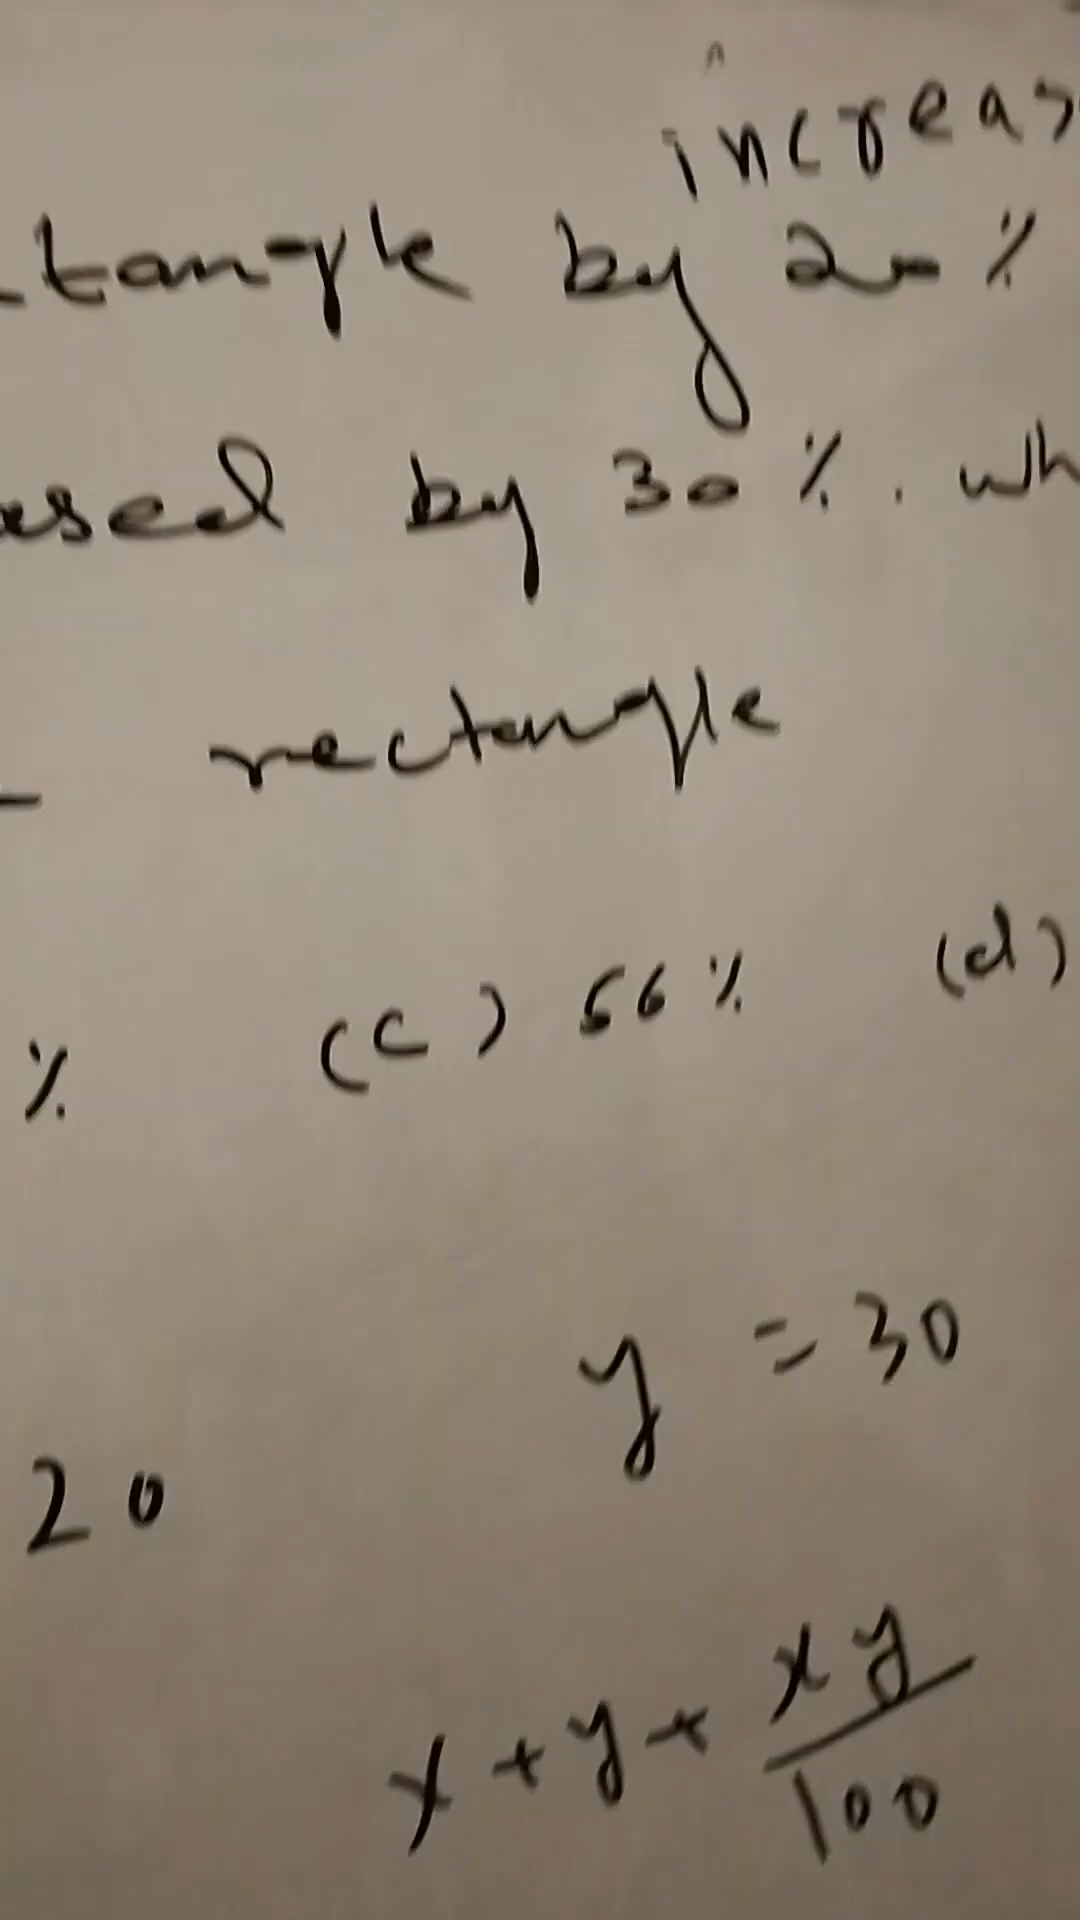 increas
tangle by 20%
ased by 30%. wh
rectangle
% (c) 56% (d)
y = 30
20
x + y + xy/100